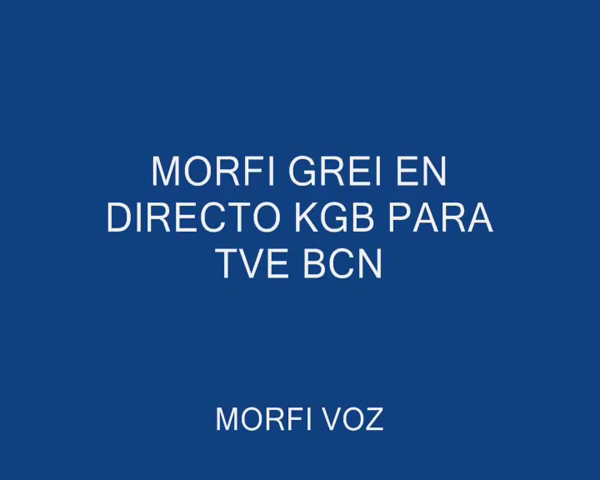 MORFI GREI EN
DIRECTO KGB PARA
TVE BCN
MORFI VOZ